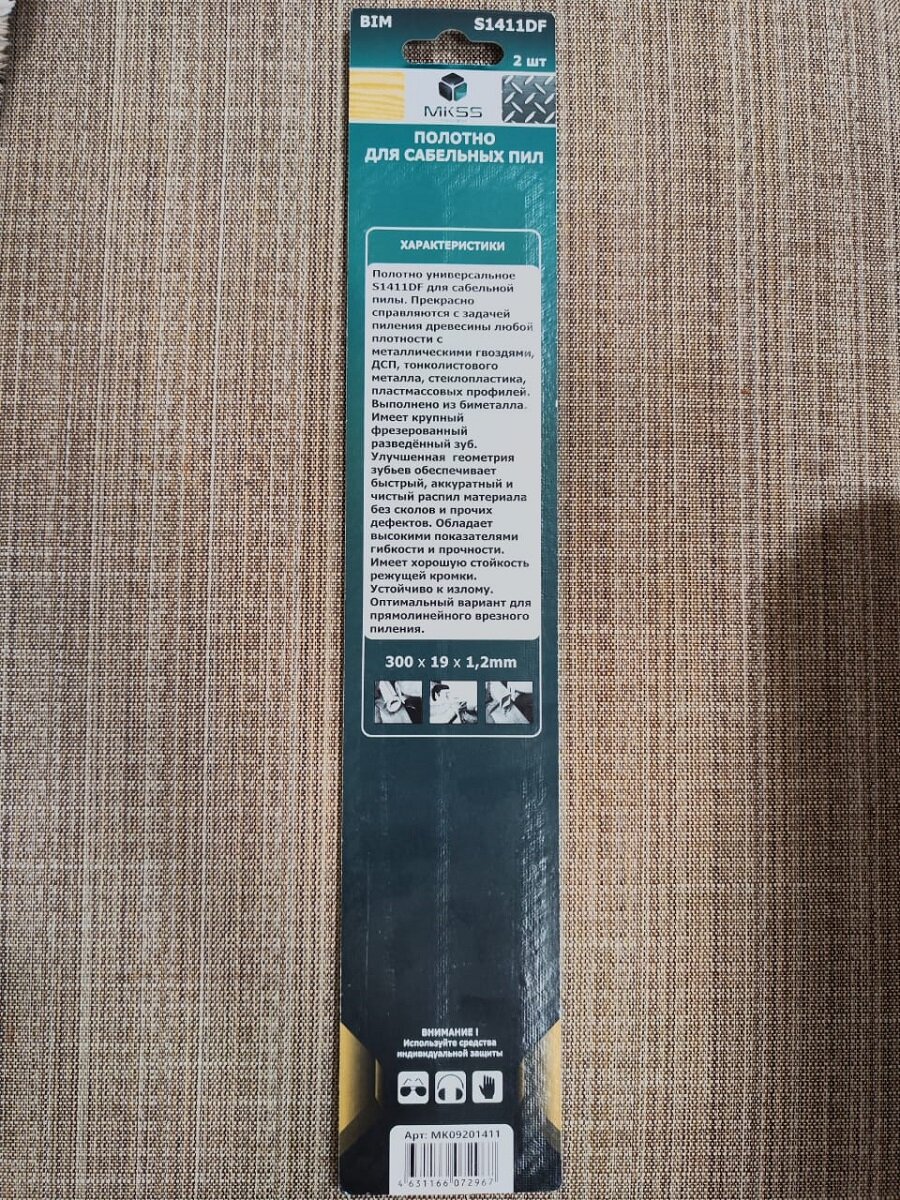 BIM S1411DF
2 шт
MKSS
ПОЛОТНО
ДЛЯ САБЕЛЬНЫХ ПИЛ
ХАРАКТЕРИСТИКИ
Полотно универсальное
S1411DF для сабельной
пилы. Прекрасно
справляются с задачей
пиления древесины любой
плотности с
металлическими гвоздями,
ДСП, тонколистового
металла, стеклопластика,
пластмассовых профилей.
Выполнено из биметалла.
Имеет крупный
фрезерованный
разведённый зуб.
Улучшенная геометрия
зубьев обеспечивает
быстрый, аккуратный и
чистый распил материала
без сколов и прочих
дефектов. Обладает
высокими показателями
гибкости и прочности.
Имеет хорошую стойкость
режущей кромки.
Устойчиво к излому.
Оптимальный вариант для
прямолинейного врезного
пиления.
300 x 19 x 1,2mm
ВНИМАНИЕ !
Используйте средства
индивидуальной защиты
Арт: MK09201411
4 631166 072967